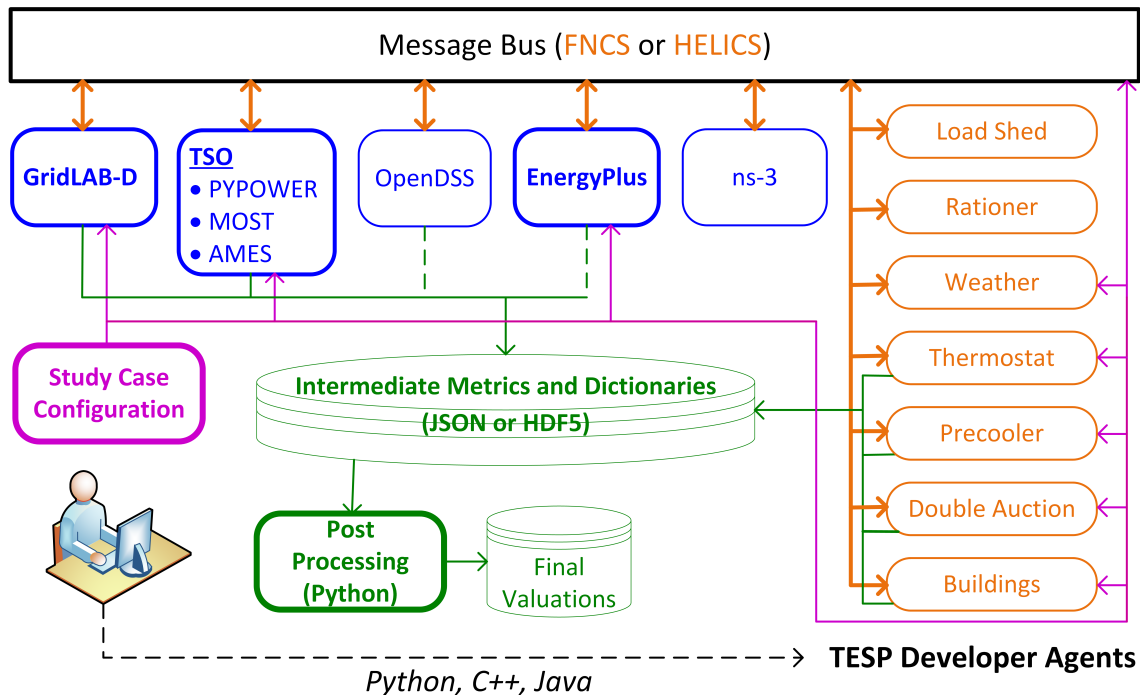 Message Bus (FNCS or HELICS)
GridLAB-D
TSO
• PYPOWER
• MOST
• AMES
OpenDSS
EnergyPlus
ns-3
Load Shed
Rationer
Weather
Thermostat
Precooler
Double Auction
Buildings
Study Case
Configuration
Intermediate Metrics and Dictionaries
(JSON or HDF5)
Post
Processing
(Python)
Final
Valuations
TESP Developer Agents
Python, C++, Java